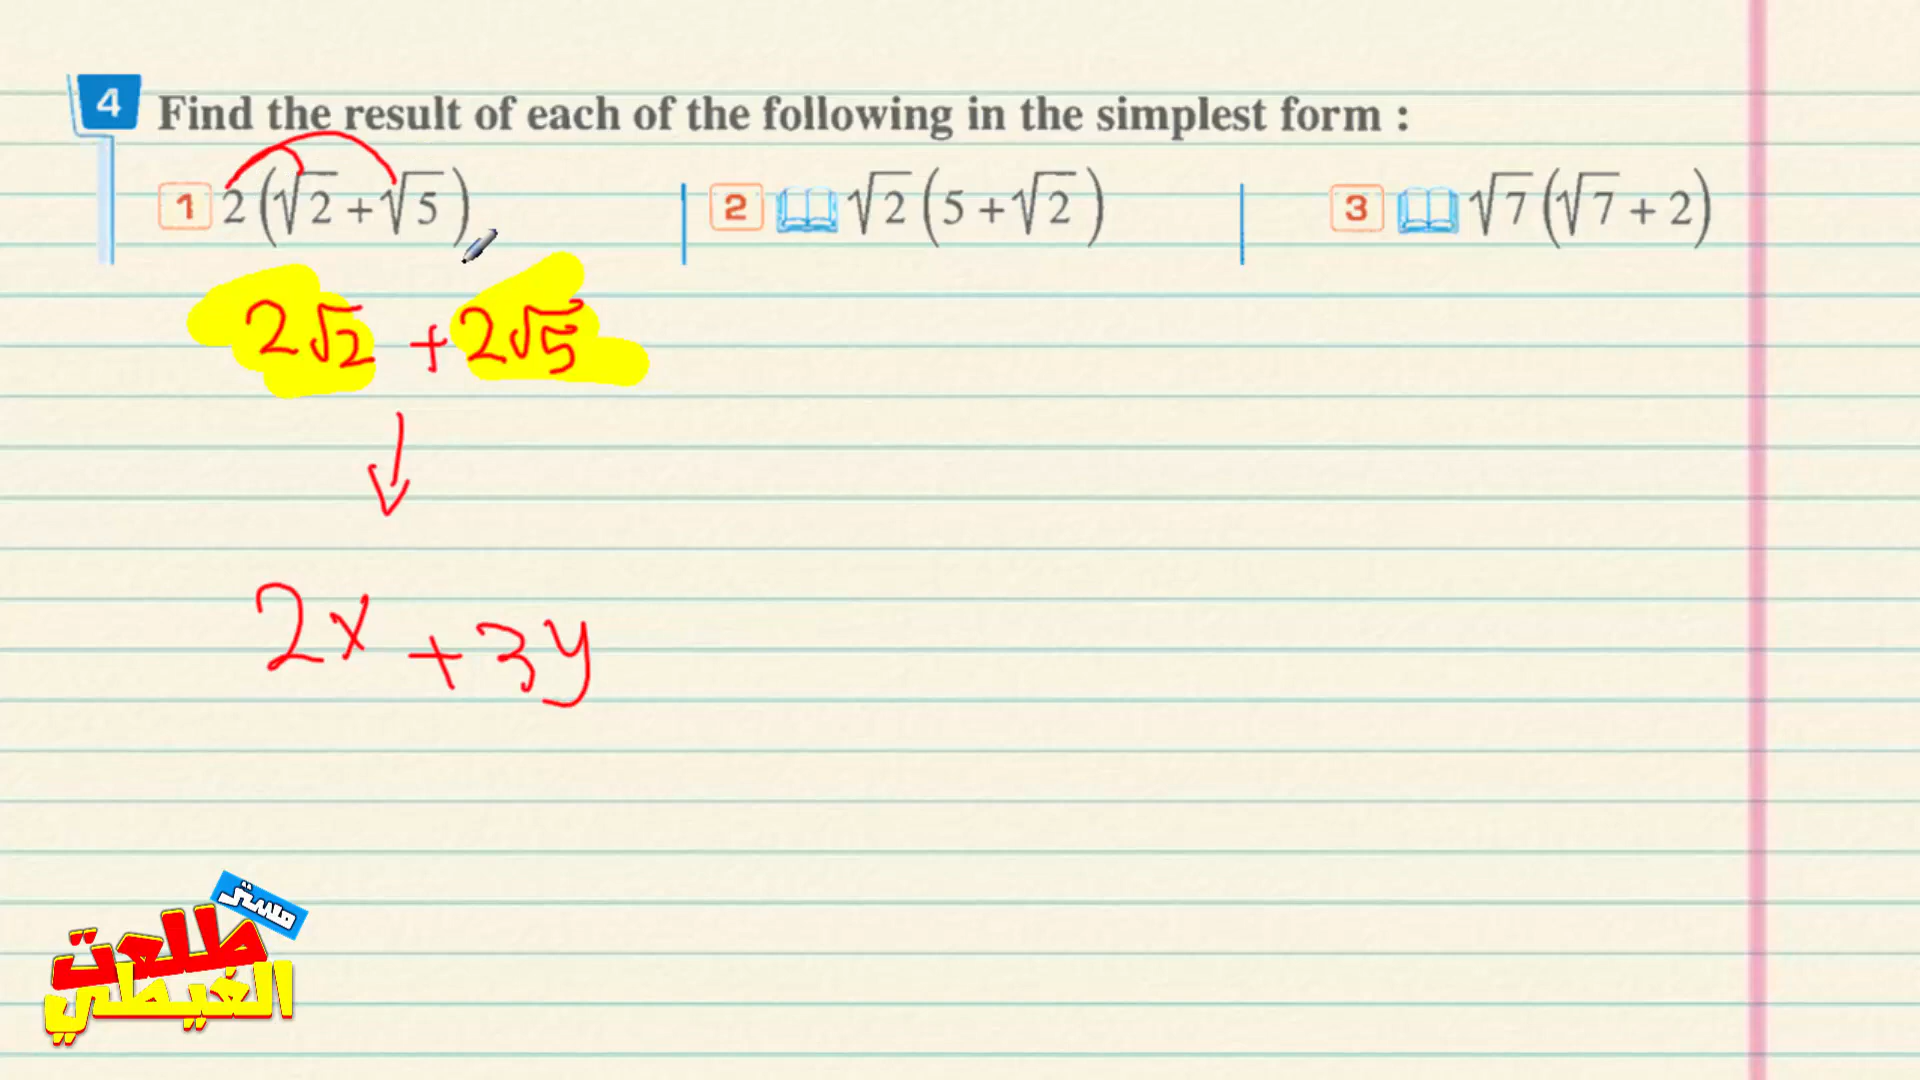 4 Find the result of each of the following in the simplest form :
1 2 (√2 + √5) 2 √2 (5 + √2) 3 √7 (√7 + 2)
2√2 + 2√5
2x + 3y
مستر
طلعت
الغيطي